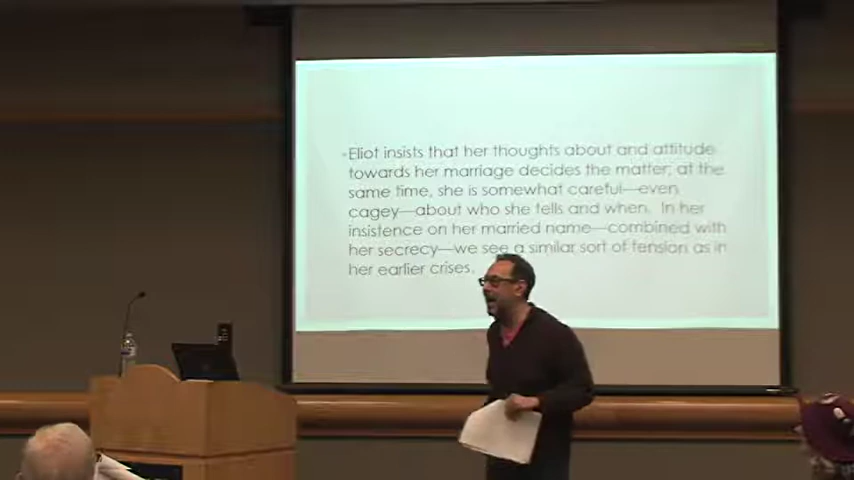 -Eliot insists that her thoughts about and attitude
towards her marriage decides the matter; at the
same time, she is somewhat careful—even
cagey—about who she tells and when. In her
insistence on her married name—combined with
her secrecy—we see a similar sort of tension as in
her earlier crises.